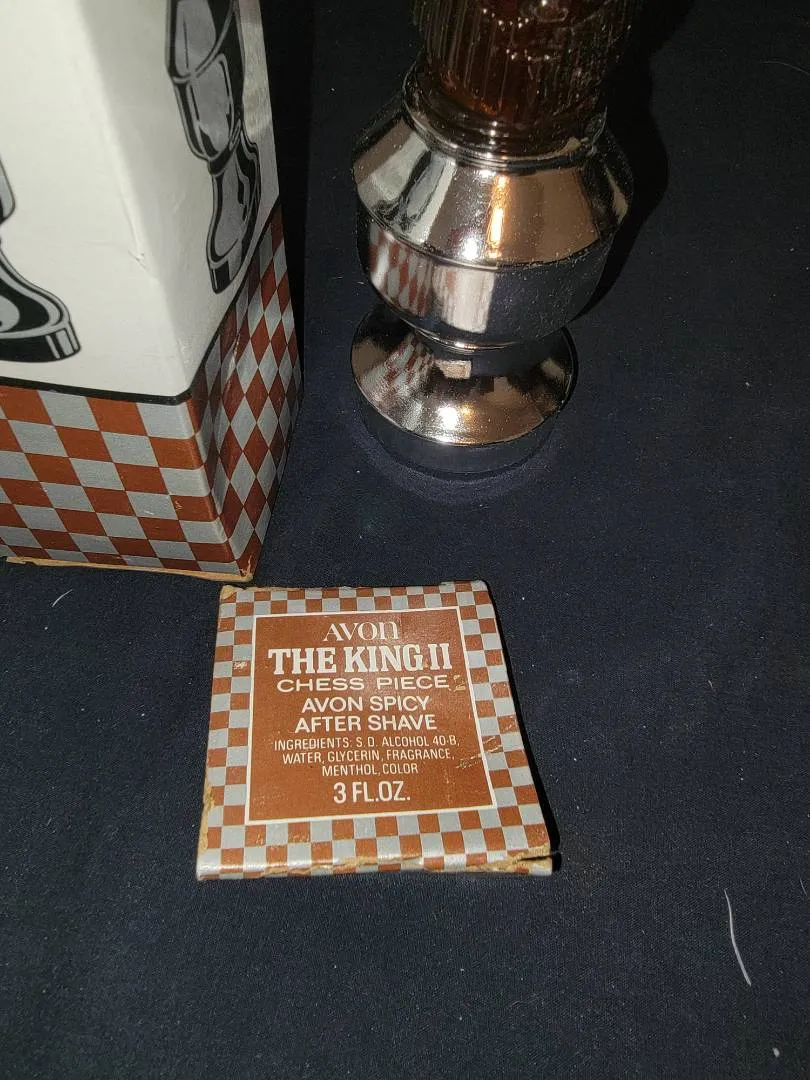 AVON
THE KING II
CHESS PIECE
AVON SPICY
AFTER SHAVE
INGREDIENTS: S.D. ALCOHOL 40-B,
WATER, GLYCERIN, FRAGRANCE,
MENTHOL, COLOR
3 FL.OZ.